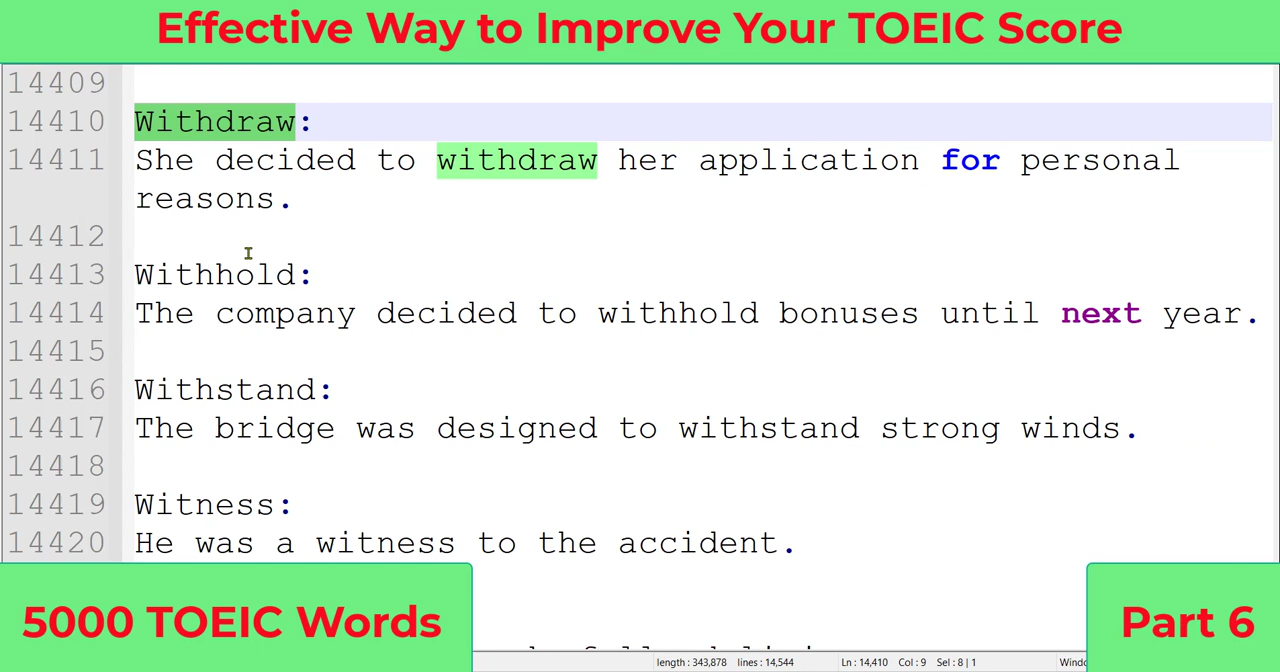 Effective Way to Improve Your TOEIC Score
14409
14410 Withdraw:
14411 She decided to withdraw her application for personal
reasons.
14412
14413 Withhold:
14414 The company decided to withhold bonuses until next year.
14415
14416 Withstand:
14417 The bridge was designed to withstand strong winds.
14418
14419 Witness:
14420 He was a witness to the accident.
5000 TOEIC Words
Part 6
length : 343,878 lines : 14,544 Ln : 14,410 Col : 9 Sel : 8 | 1